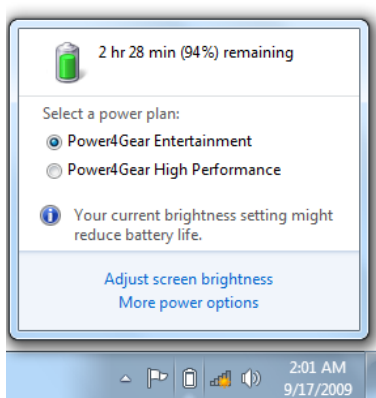 2 hr 28 min (94%) remaining
Select a power plan:
Power4Gear Entertainment
Power4Gear High Performance
Your current brightness setting might
reduce battery life.
Adjust screen brightness
More power options
2:01 AM
9/17/2009